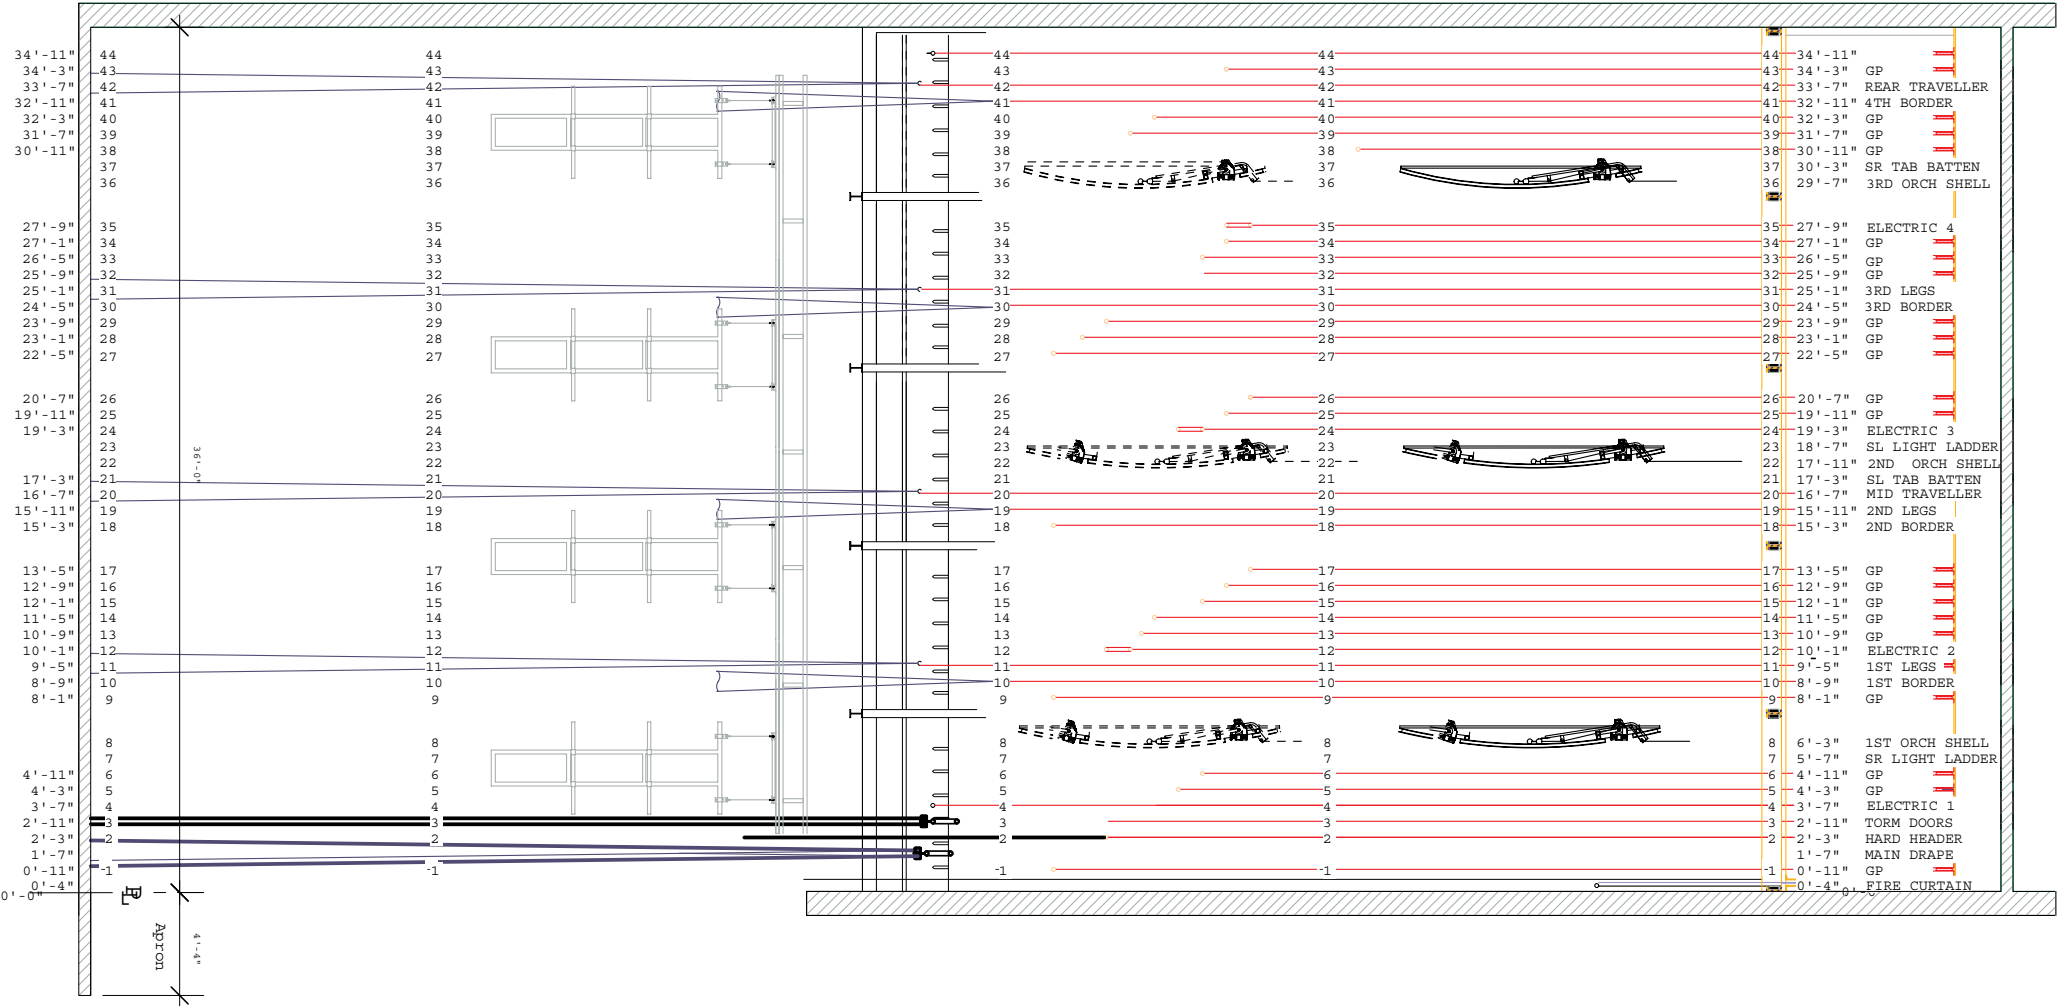 34'-11" 44 44 44 44 44 34'-11"
34'-3" 43 43 43 43 43 34'-3" GP
33'-7" 42 42 42 42 42 33'-7" REAR TRAVELLER
32'-11" 41 41 41 41 41 32'-11" 4TH BORDER
32'-3" 40 40 40 40 40 32'-3" GP
31'-7" 39 39 39 39 39 31'-7" GP
30'-11" 38 38 38 38 38 30'-11" GP
37 37 37 37 37 30'-3" SR TAB BATTEN
36 36 36 36 36 29'-7" 3RD ORCH SHELL
27'-9" 35 35 35 35 35 27'-9" ELECTRIC 4
27'-1" 34 34 34 34 34 27'-1" GP
26'-5" 33 33 33 33 33 26'-5" GP
25'-9" 32 32 32 32 32 25'-9" GP
25'-1" 31 31 31 31 31 25'-1" 3RD LEGS
24'-5" 30 30 30 30 30 24'-5" 3RD BORDER
23'-9" 29 29 29 29 29 23'-9" GP
23'-1" 28 28 28 28 28 23'-1" GP
22'-5" 27 27 27 27 27 22'-5" GP
20'-7" 26 26 26 26 26 20'-7" GP
19'-11" 25 25 25 25 25 19'-11" GP
19'-3" 24 24 24 24 24 19'-3" ELECTRIC 3
23 23 23 23 23 18'-7" SL LIGHT LADDER
36'-0"
22 22 22 22 22 17'-11" 2ND ORCH SHELL
17'-3" 21 21 21 21 21 17'-3" SL TAB BATTEN
16'-7" 20 20 20 20 20 16'-7" MID TRAVELLER
15'-11" 19 19 19 19 19 15'-11" 2ND LEGS
15'-3" 18 18 18 18 18 15'-3" 2ND BORDER
13'-5" 17 17 17 17 17 13'-5" GP
12'-9" 16 16 16 16 16 12'-9" GP
12'-1" 15 15 15 15 15 12'-1" GP
11'-5" 14 14 14 14 14 11'-5" GP
10'-9" 13 13 13 13 13 10'-9" GP
10'-1" 12 12 12 12 12 10'-1" ELECTRIC 2
9'-5" 11 11 11 11 11 9'-5" 1ST LEGS
8'-9" 10 10 10 10 10 8'-9" 1ST BORDER
8'-1" 9 9 9 9 9 8'-1" GP
8 8 8 8 8 6'-3" 1ST ORCH SHELL
7 7 7 7 7 5'-7" SR LIGHT LADDER
4'-11" 6 6 6 6 6 4'-11" GP
4'-3" 5 5 5 5 5 4'-3" GP
3'-7" 4 4 4 4 4 3'-7" ELECTRIC 1
2'-11" 3 3 3 3 3 2'-11" TORM DOORS
2'-3" 2 2 2 2 2 2'-3" HARD HEADER
1'-7" 1'-7" MAIN DRAPE
0'-11" 1 1 1 1 1 0'-11" GP
0'-4" 0'-4" FIRE CURTAIN
0'-0" PL
Apron 4'-4"